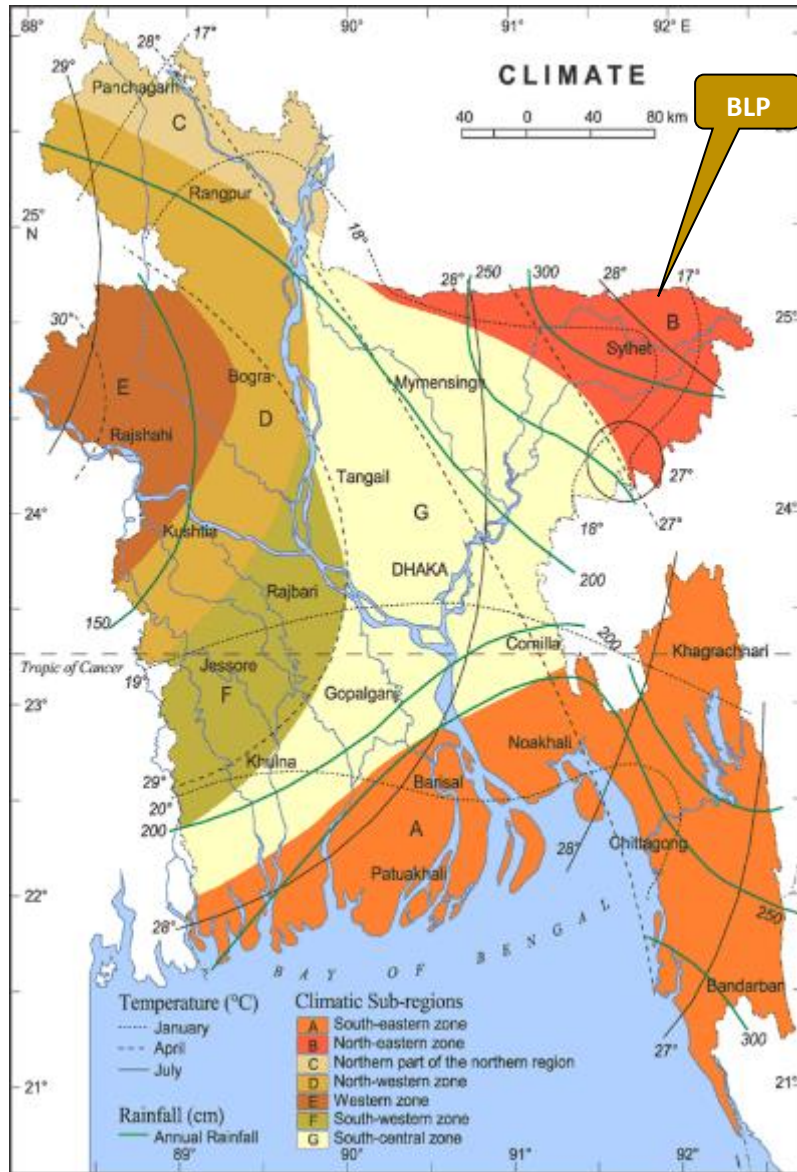 88° 90° 91° 92° E
28° 17°
29°
Panchagarh
CLIMATE
BLP
C
40 0 40 80 km
Rangpur
25°
N
18°
26° 250 300 28° 17°
30°
B
25°
Sylhet
Mymensingh
Bogra
E
D
Rajshahi
Tangail
27°
24°
G
18° 27°
24°
Kushtia
DHAKA
Rajbari
200
150
Comilla
200
Tropic of Cancer
Jessore
Khagrachhari
19°
23°
F
Gopalganj
Noakhali
Khulna
29°
Barisal
20°
200
A
Chittagong
28°
Patuakhali
22°
28°
250
BAY OF BENGAL
Bandarban
Temperature (°C)
January
April
July
Climatic Sub-regions
A South-eastern zone
B North-eastern zone
C Northern part of the northern region
D North-western zone
E Western zone
F South-western zone
G South-central zone
27°
300
21°
21°
Rainfall (cm)
Annual Rainfall
89° 90° 91° 92°